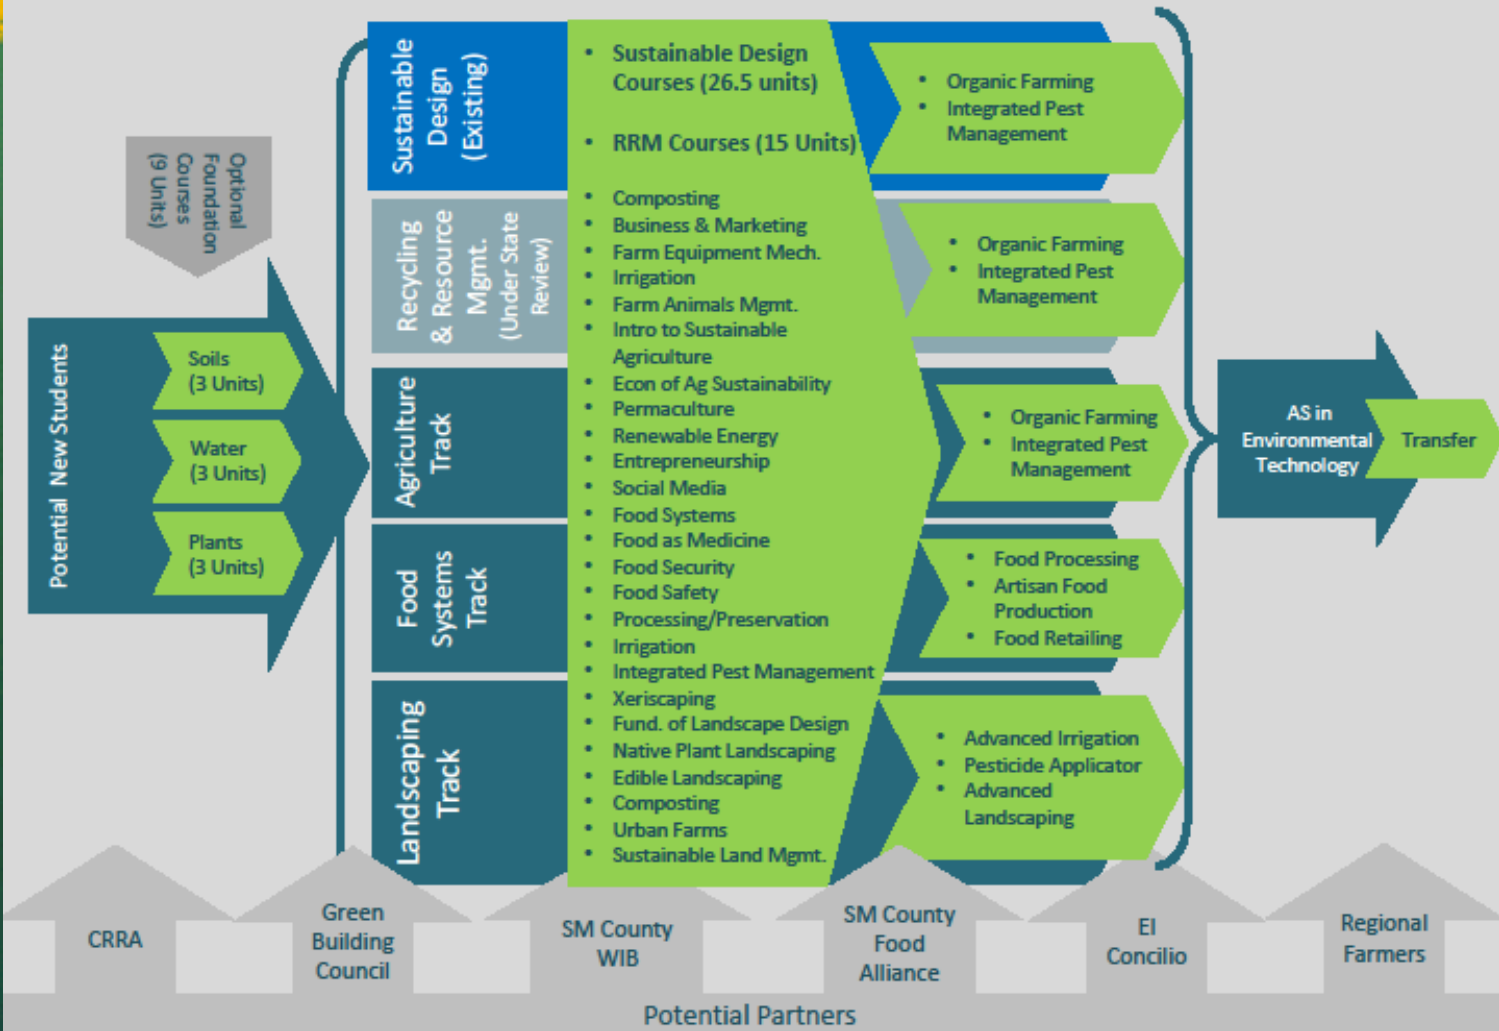 Optional
Foundation
Courses
(9 Units)
Potential New Students
Soils
(3 Units)
Water
(3 Units)
Plants
(3 Units)
Sustainable
Design
(Existing)
Recycling
& Resource
Mgmt.
(Under State
Review)
Agriculture
Track
Food
Systems
Track
Landscaping
Track
• Sustainable Design
Courses (26.5 units)
• RRM Courses (15 Units)
• Composting
• Business & Marketing
• Farm Equipment Mech.
• Irrigation
• Farm Animals Mgmt.
• Intro to Sustainable
Agriculture
• Econ of Ag Sustainability
• Permaculture
• Renewable Energy
• Entrepreneurship
• Social Media
• Food Systems
• Food as Medicine
• Food Security
• Food Safety
• Processing/Preservation
• Irrigation
• Integrated Pest Management
• Xeriscaping
• Fund. of Landscape Design
• Native Plant Landscaping
• Edible Landscaping
• Composting
• Urban Farms
• Sustainable Land Mgmt.
• Organic Farming
• Integrated Pest
Management
• Organic Farming
• Integrated Pest
Management
• Organic Farming
• Integrated Pest
Management
• Food Processing
• Artisan Food
Production
• Food Retailing
• Advanced Irrigation
• Pesticide Applicator
• Advanced
Landscaping
AS in
Environmental
Technology
Transfer
CRRA
Green
Building
Council
SM County
WIB
SM County
Food
Alliance
El
Concilio
Regional
Farmers
Potential Partners